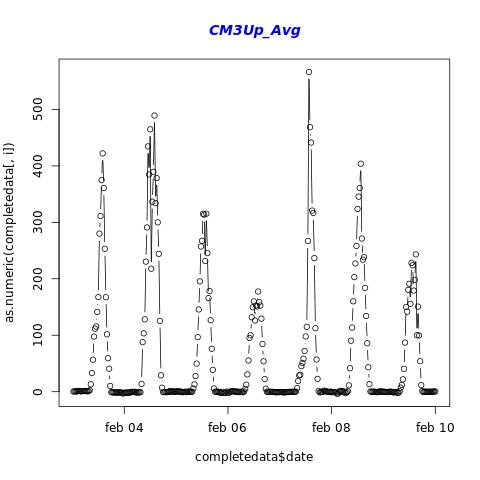 CM3Up_Avg
as.numeric(completedata[, i])
500
400
300
200
100
0
feb 04
feb 06
feb 08
feb 10
completedata$date